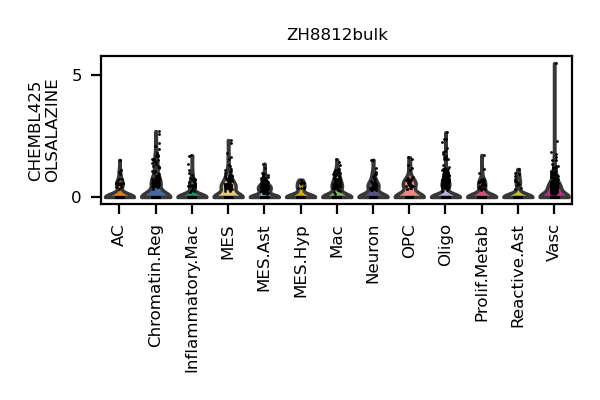 ZH8812bulk
CHEMBL425
OLSALAZINE
5
0
AC
Chromatin.Reg
Inflammatory.Mac
MES
MES.Ast
MES.Hyp
Mac
Neuron
OPC
Oligo
Prolif.Metab
Reactive.Ast
Vasc